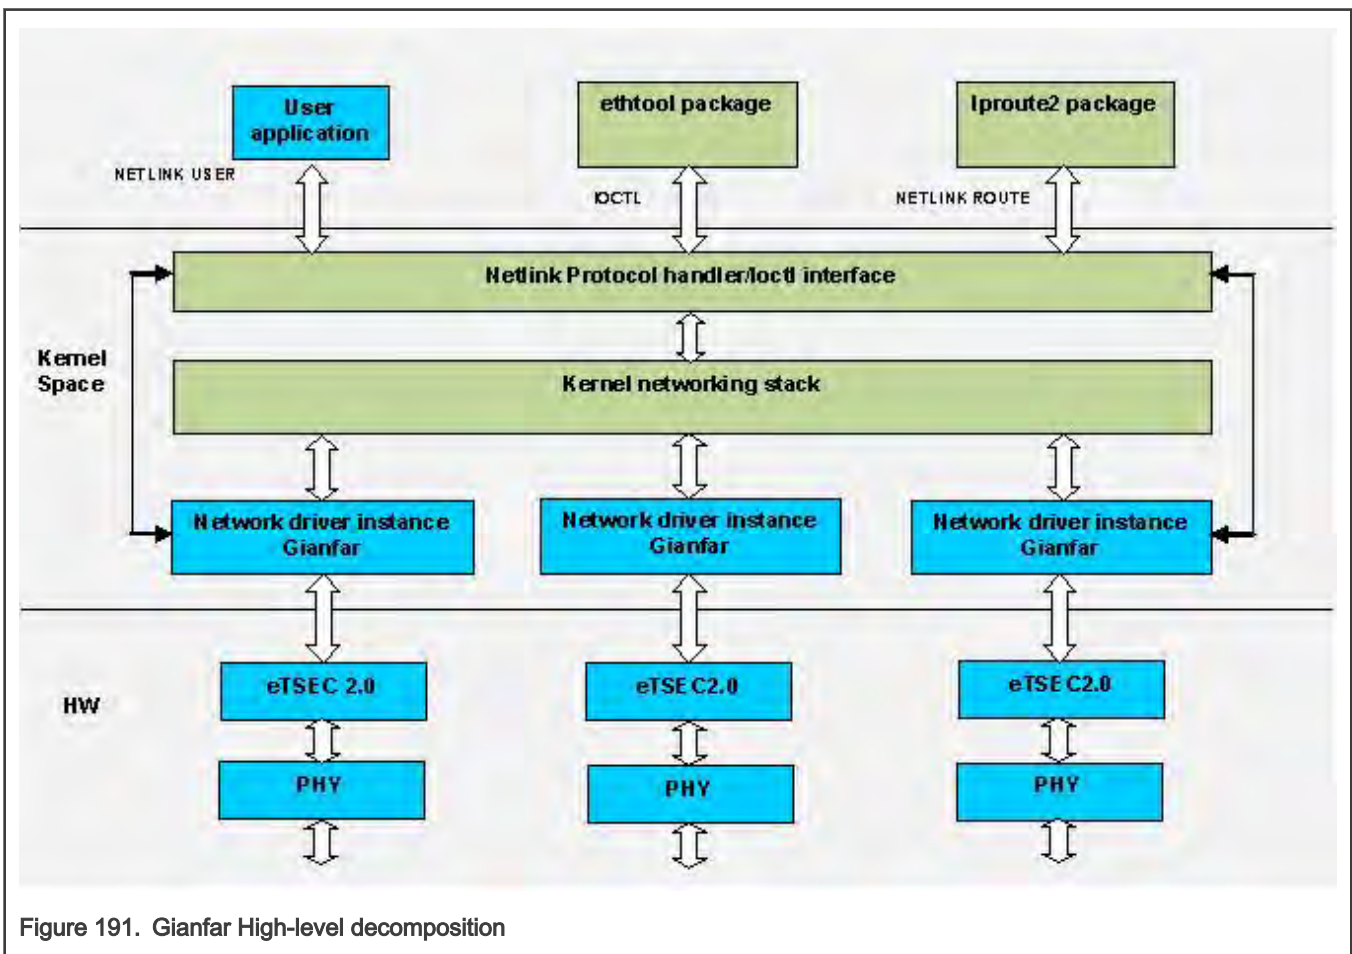 User
application
ethtool package
Iproute2 package
NETLINK USER
IOCTL
NETLINK ROUTE
Netlink Protocol handler/Ioctl interface
Kernel
Space
Kernel networking stack
Network driver instance
Gianfar
Network driver instance
Gianfar
Network driver instance
Gianfar
HW
eTSEC 2.0
eTSEC2.0
eTSEC2.0
PHY
PHY
PHY
Figure 191. Gianfar High-level decomposition